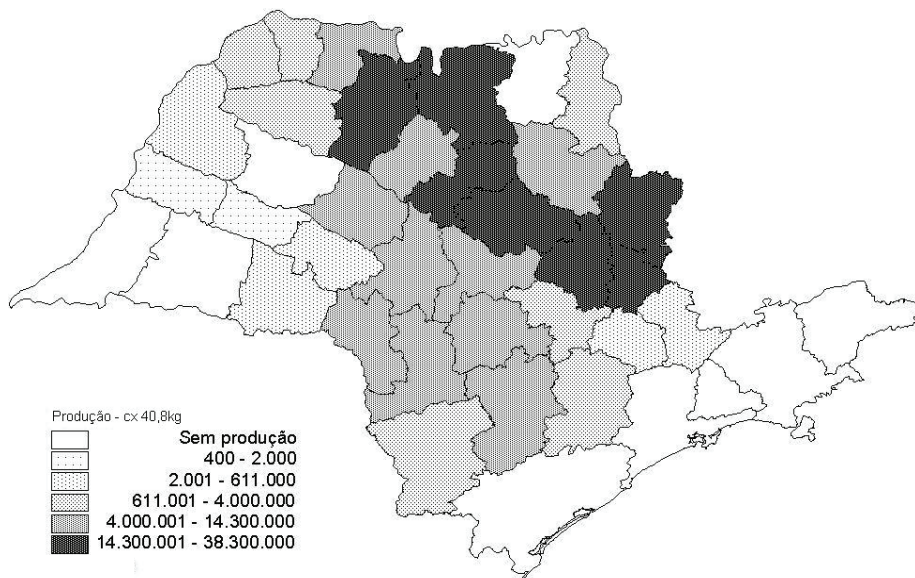 Produção - cx 40,8kg
Sem produção
400 - 2.000
2.001 - 611.000
611.001 - 4.000.000
4.000.001 - 14.300.000
14.300.001 - 38.300.000